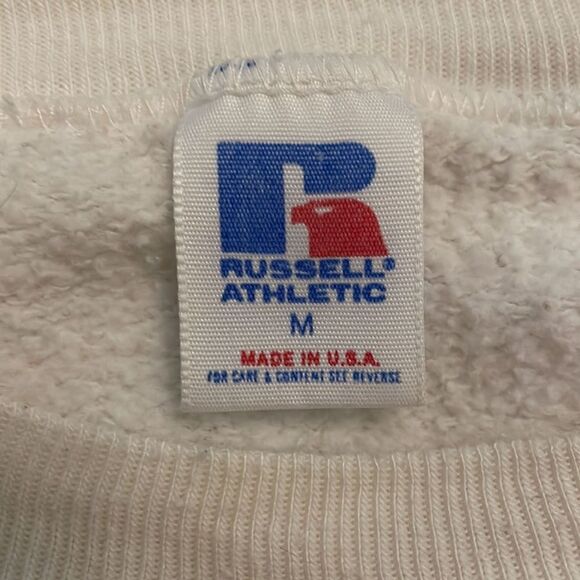 RUSSELL®
ATHLETIC
M
MADE IN U.S.A.
FOR CARE & CONTENT SEE REVERSE